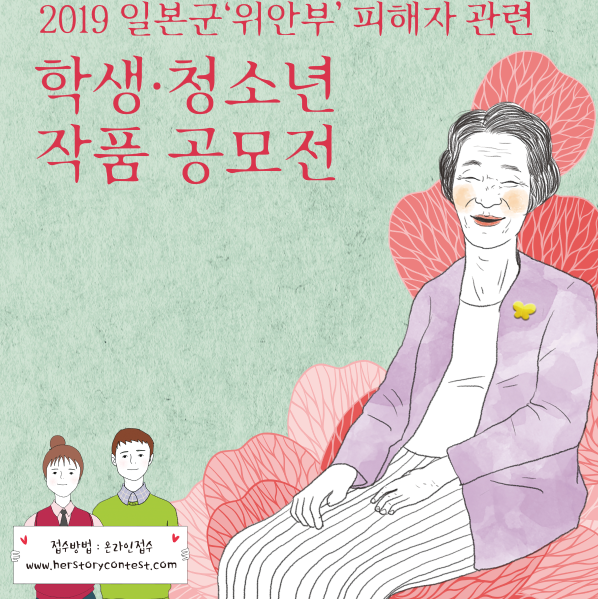 2019 일본군‘위안부’ 피해자 관련
학생·청소년
작품 공모전
접수방법 : 온라인접수
www.herstorycontest.com